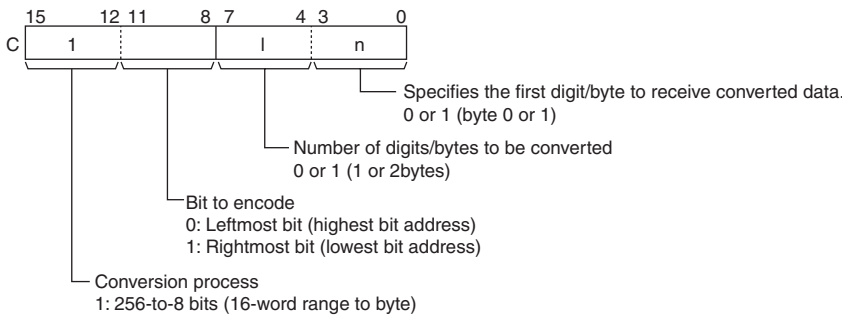 15 12 11 8 7 4 3 0
C 1 l n
Specifies the first digit/byte to receive converted data.
0 or 1 (byte 0 or 1)
Number of digits/bytes to be converted
0 or 1 (1 or 2bytes)
Bit to encode
0: Leftmost bit (highest bit address)
1: Rightmost bit (lowest bit address)
Conversion process
1: 256-to-8 bits (16-word range to byte)